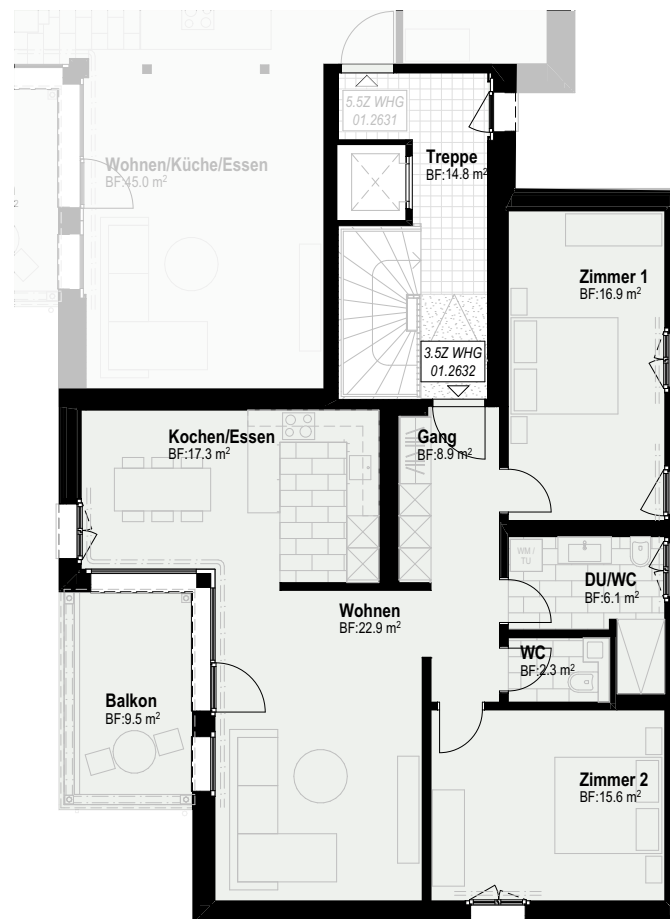 5.5Z WHG
01.2631
Wohnen/Küche/Essen
BF:45.0 m²
Treppe
BF:14.8 m²
Zimmer 1
BF:16.9 m²
3.5Z WHG
01.2632
Kochen/Essen
BF:17.3 m²
Gang
BF:8.9 m²
WM /
TU
DU/WC
BF:6.1 m²
Wohnen
BF:22.9 m²
WC
BF:2.3 m²
Balkon
BF:9.5 m²
Zimmer 2
BF:15.6 m²